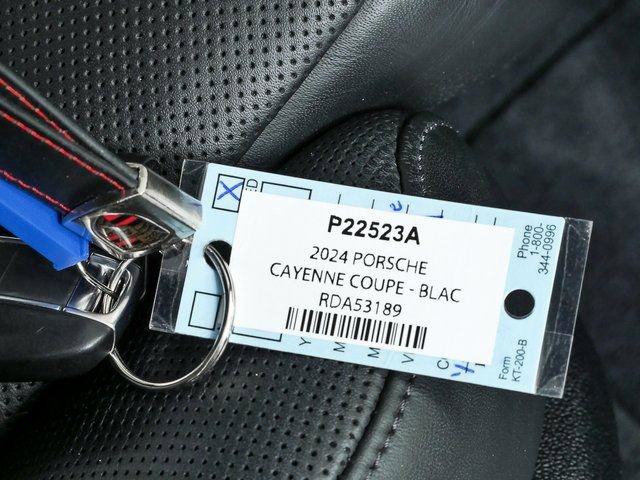 P22523A
2024 PORSCHE
CAYENNE COUPE - BLAC
RDA53189
Phone
1-800-
344-0996
Form
KT-200-B